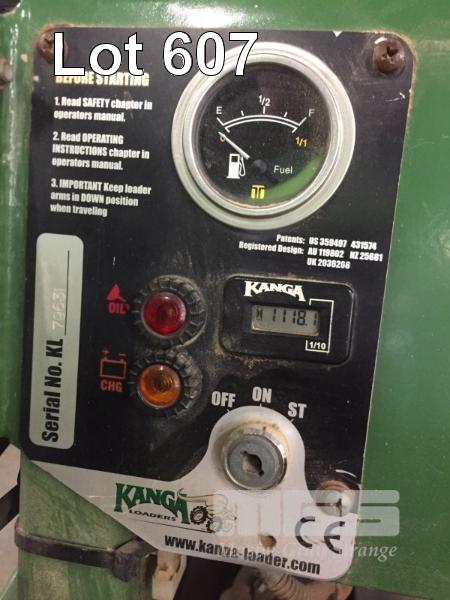 Lot 607
BEFORE STARTING
1. Read SAFETY chapter in
operators manual.
2. Read OPERATING
INSTRUCTIONS chapter in
operators manual.
3. IMPORTANT Keep loader
arms in DOWN position
when traveling
E 1/2 F
0 1/1
Fuel
Patents: US 359497 431574
Registered Design: AU 119802 NZ 25681
UK 2036266
Serial No. KL
OIL
CHG
KANGA
H 1118.1
1/10
OFF ON ST
KANGA
LOADERS
CE
www.kanga-loader.com